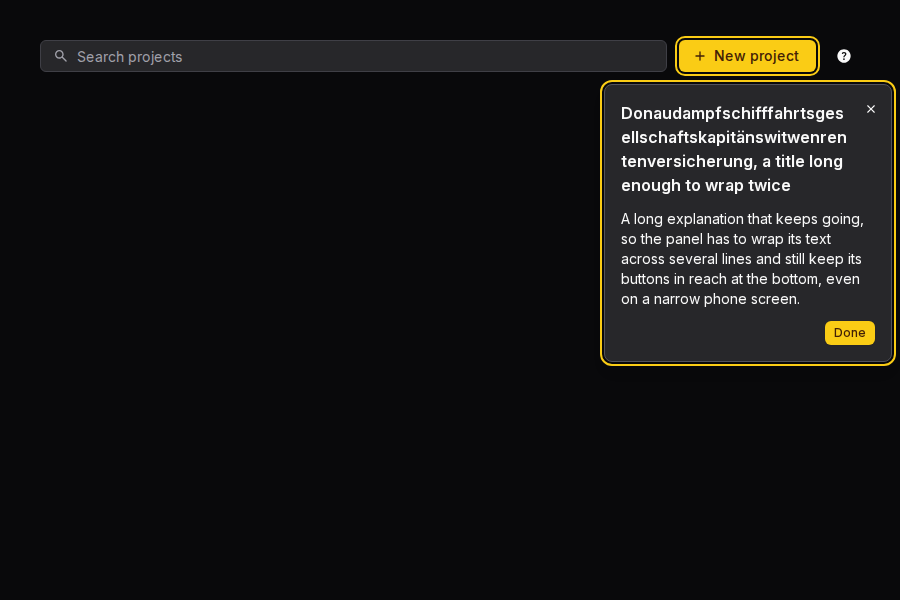 Search projects
New project
Donaudampfschifffahrtsges
ellschaftskapitänswitwenren
tenversicherung, a title long
enough to wrap twice
A long explanation that keeps going,
so the panel has to wrap its text
across several lines and still keep its
buttons in reach at the bottom, even
on a narrow phone screen.
Done